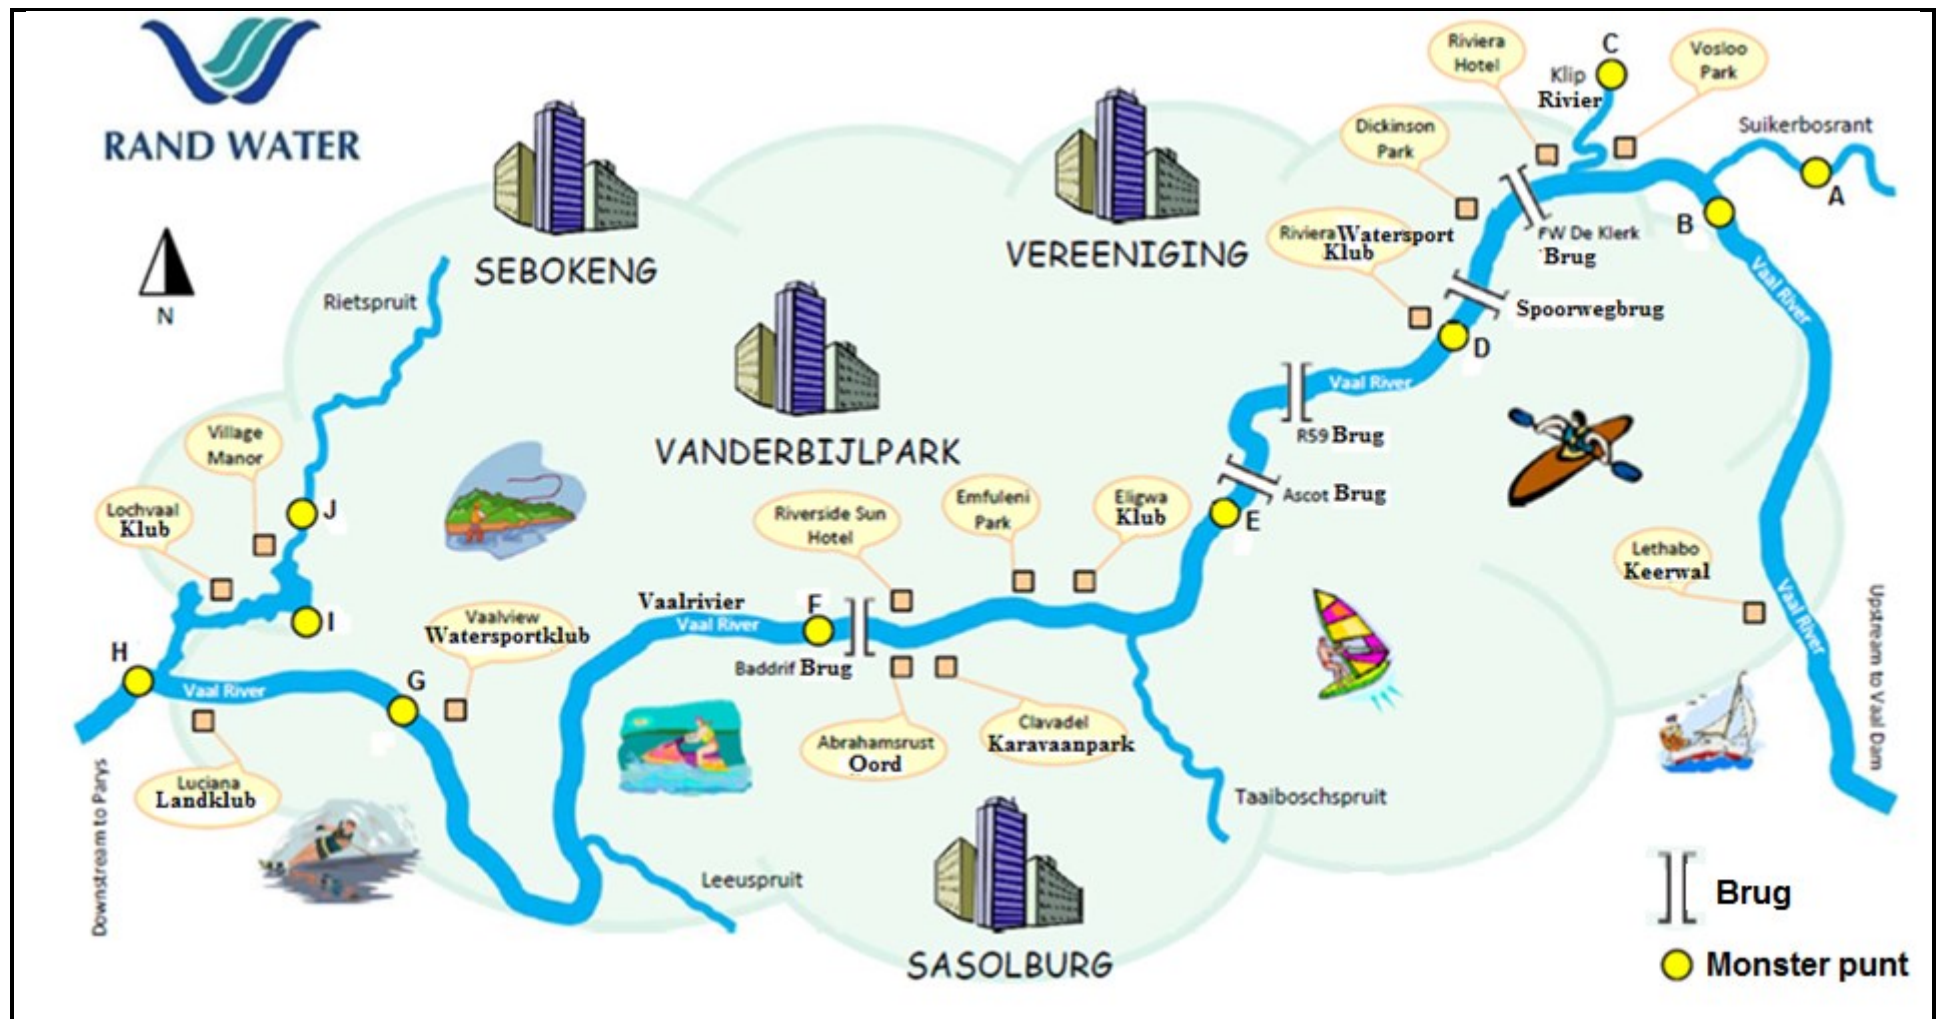 RAND WATER
N
SEBOKENG
VEREENIGING
VANDERBIJLPARK
SASOLBURG
Riviera
Hotel
C
Klip
Rivier
Vosloo
Park
Suikerbosrant
A
B
Dickinson
Park
Riviera Watersport
Klub
FW De Klerk
Brug
Spoorwegbrug
D
Vaal River
Vaal River
R59 Brug
Ascot Brug
E
Rietspruit
Village
Manor
Lochvaal
Klub
J
I
H
G
Vaalview
Watersportklub
Vaal River
Luciana
Landklub
Downstream to Parys
Riverside Sun
Hotel
Emfuleni
Park
Eligwa
Klub
Vaalrivier
Vaal River
F
Baddrif Brug
Abrahamsrust
Oord
Clavadel
Karavaanpark
Taaiboschspruit
Leeuspruit
Lethabo
Keerwal
Vaal River
Upstream to Vaal Dam
Brug
Monster punt